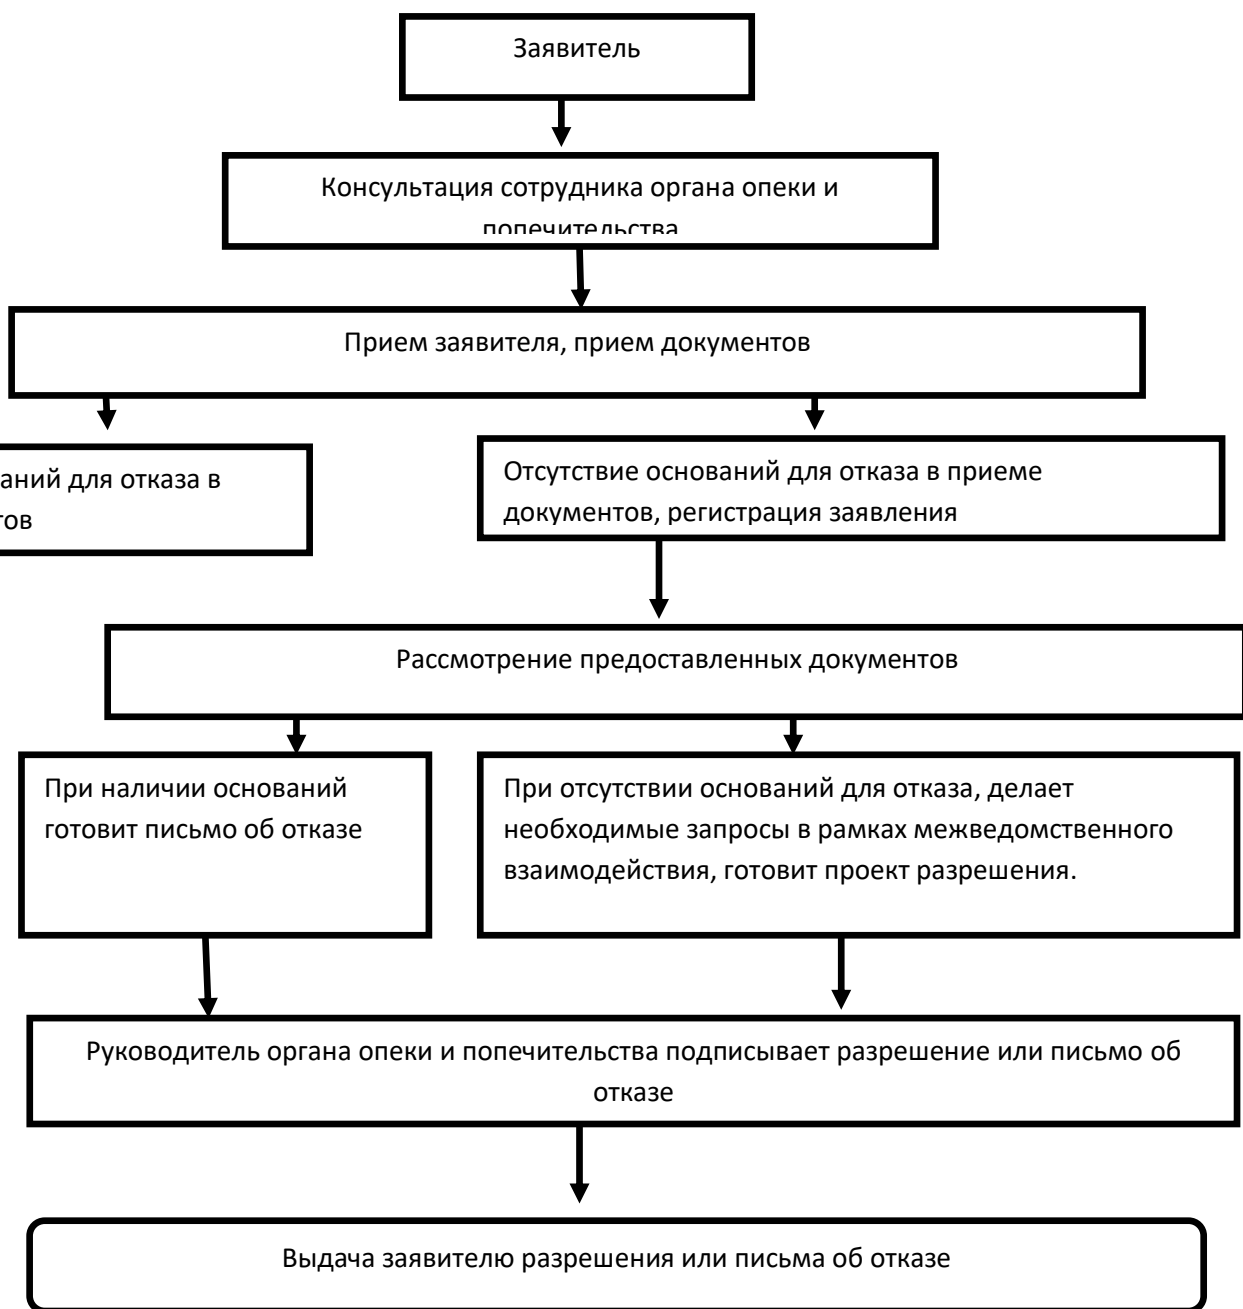 Заявитель
Консультация сотрудника органа опеки и
попечительства
Прием заявителя, прием документов
для отказа в
Отсутствие оснований для отказа в приеме
документов, регистрация заявления
Рассмотрение предоставленных документов
При наличии оснований
готовит письмо об отказе
При отсутствии оснований для отказа, делает
необходимые запросы в рамках межведомственного
взаимодействия, готовит проект разрешения.
Руководитель органа опеки и попечительства подписывает разрешение или письмо об
отказе
Выдача заявителю разрешения или письма об отказе